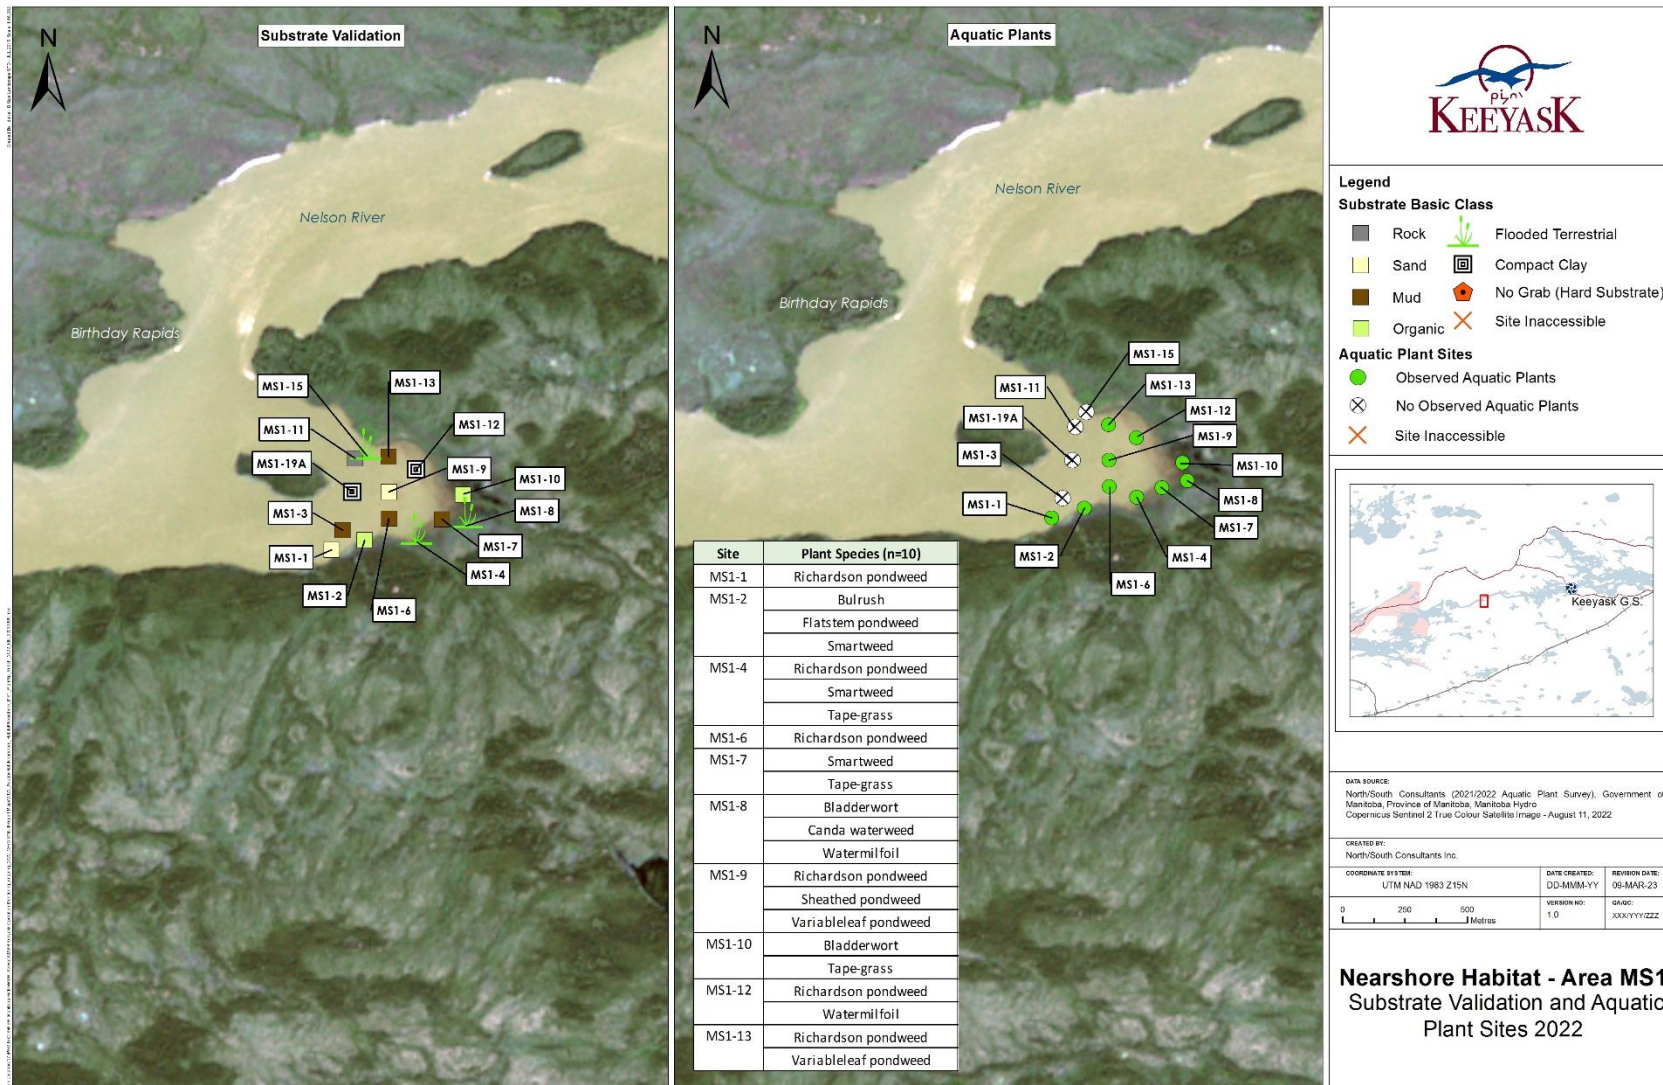 Substrate Validation
N
Nelson River
Birthday Rapids
MS1-15
MS1-13
MS1-11
MS1-12
MS1-19A
MS1-9
MS1-10
MS1-3
MS1-8
MS1-1
MS1-7
MS1-2
MS1-4
MS1-6
Aquatic Plants
N
Nelson River
Birthday Rapids
MS1-15
MS1-11
MS1-13
MS1-19A
MS1-12
MS1-9
MS1-3
MS1-10
MS1-1
MS1-8
MS1-7
MS1-2
MS1-4
MS1-6
Site Plant Species (n=10)
MS1-1 Richardson pondweed
MS1-2 Bulrush
Flatstem pondweed
Smartweed
MS1-4 Richardson pondweed
Smartweed
Tape-grass
MS1-6 Richardson pondweed
MS1-7 Smartweed
Tape-grass
MS1-8 Bladderwort
Canda waterweed
Watermilfoil
MS1-9 Richardson pondweed
Sheathed pondweed
Variableleaf pondweed
MS1-10 Bladderwort
Tape-grass
MS1-12 Richardson pondweed
Watermilfoil
MS1-13 Richardson pondweed
Variableleaf pondweed
KEEYASK
Legend
Substrate Basic Class
Rock Flooded Terrestrial
Sand Compact Clay
Mud No Grab (Hard Substrate)
Organic Site Inaccessible
Aquatic Plant Sites
Observed Aquatic Plants
No Observed Aquatic Plants
Site Inaccessible
Keeyask G.S.
DATA SOURCE:
North/South Consultants (2021/2022 Aquatic Plant Survey), Government of
Manitoba, Province of Manitoba, Manitoba Hydro
Copernicus Sentinel 2 True Colour Satellite Image - August 11, 2022
CREATED BY:
North/South Consultants Inc.
COORDINATE SYSTEM: DATE CREATED: REVISION DATE:
UTM NAD 1983 Z15N DD-MMM-YY 09-MAR-23
0 250 500
Metres
VERSION NO: QA/QC:
1.0 XXX/YYY/ZZZ
Nearshore Habitat - Area MS1
Substrate Validation and Aquatic
Plant Sites 2022